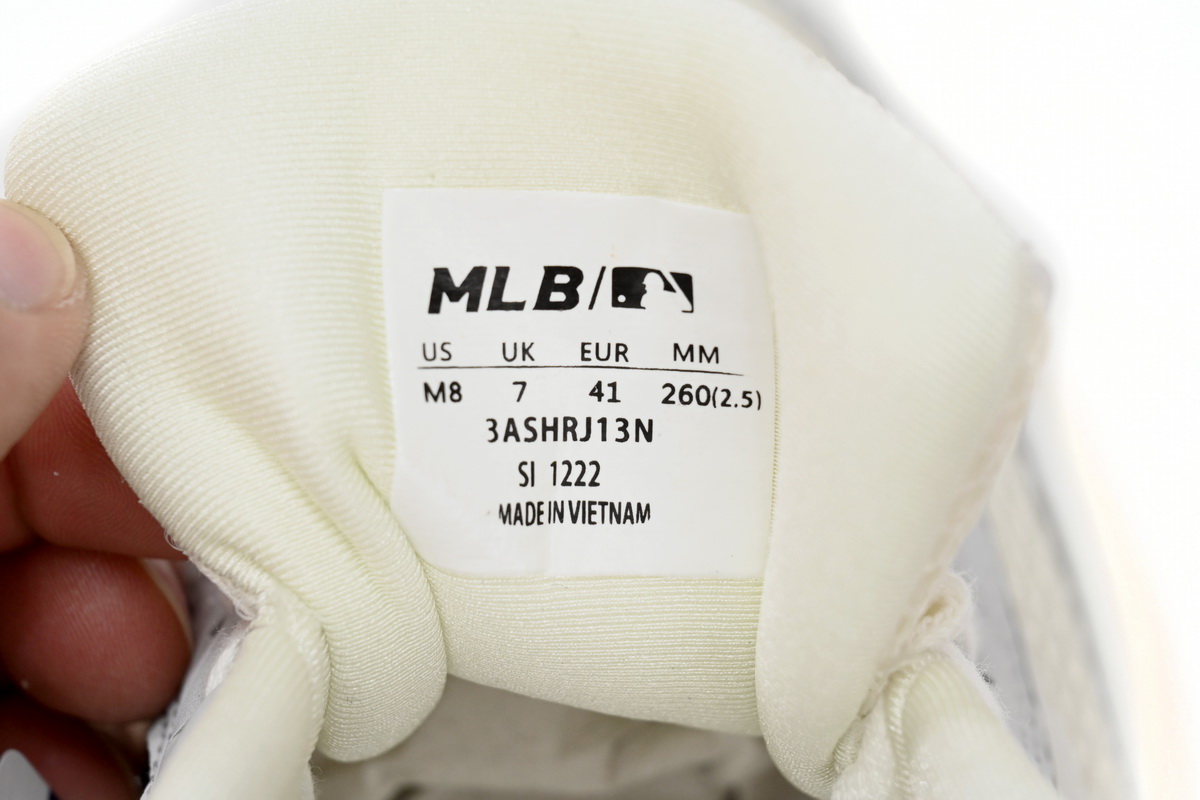 MLB/
US UK EUR MM
M8 7 41 260(2.5)
3ASHRJ13N
SI 1222
MADE IN VIETNAM